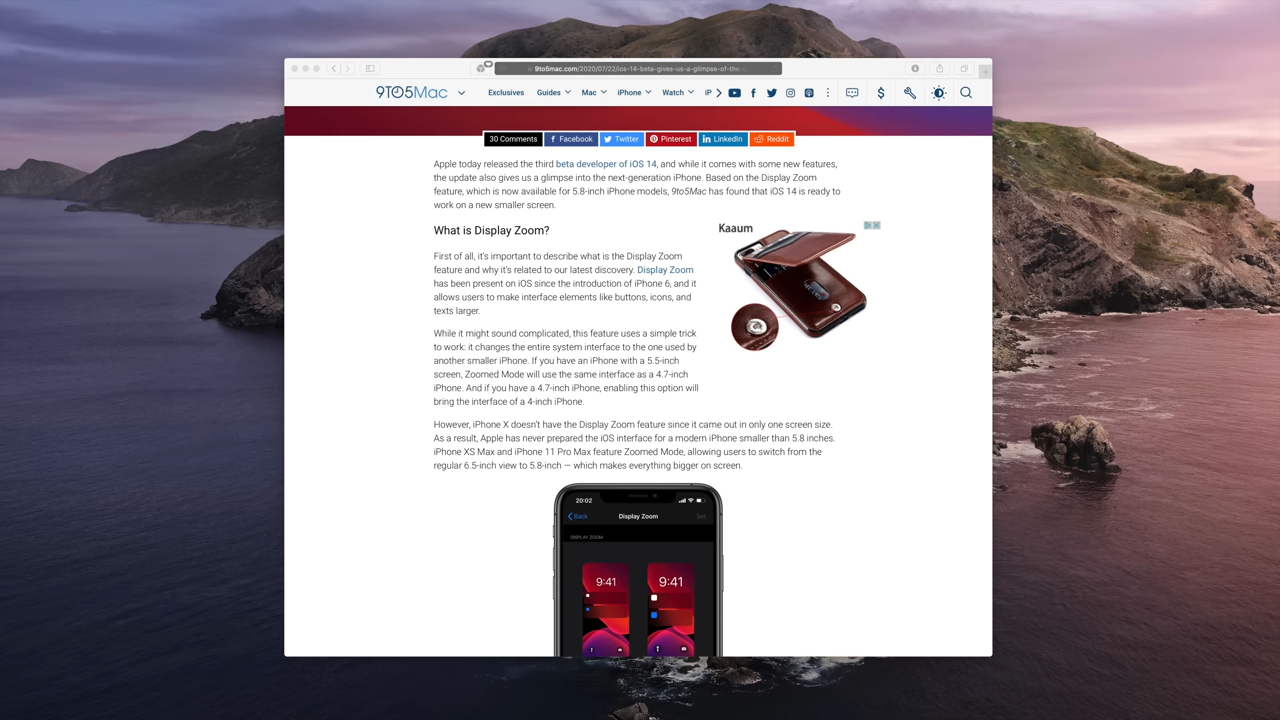 9to5mac.com/2020/07/22/ios-14-beta-gives-us-a-glimpse-of-the
9TO5Mac
Exclusives Guides Mac iPhone Watch iP
30 Comments Facebook Twitter Pinterest LinkedIn Reddit
Apple today released the third beta developer of iOS 14, and while it comes with some new features,
the update also gives us a glimpse into the next-generation iPhone. Based on the Display Zoom
feature, which is now available for 5.8-inch iPhone models, 9to5Mac has found that iOS 14 is ready to
work on a new smaller screen.
What is Display Zoom?
First of all, it's important to describe what is the Display Zoom
feature and why it's related to our latest discovery. Display Zoom
has been present on iOS since the introduction of iPhone 6, and it
allows users to make interface elements like buttons, icons, and
texts larger.
Kaaum
While it might sound complicated, this feature uses a simple trick
to work: it changes the entire system interface to the one used by
another smaller iPhone. If you have an iPhone with a 5.5-inch
screen, Zoomed Mode will use the same interface as a 4.7-inch
iPhone. And if you have a 4.7-inch iPhone, enabling this option will
bring the interface of a 4-inch iPhone.
However, iPhone X doesn't have the Display Zoom feature since it came out in only one screen size.
As a result, Apple has never prepared the iOS interface for a modern iPhone smaller than 5.8 inches.
iPhone XS Max and iPhone 11 Pro Max feature Zoomed Mode, allowing users to switch from the
regular 6.5-inch view to 5.8-inch — which makes everything bigger on screen.
20:02
Back Display Zoom Set
DISPLAY ZOOM
9:41 9:41